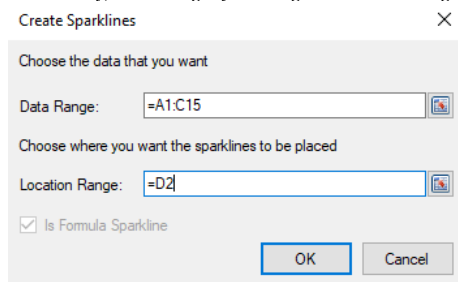 Create Sparklines
Choose the data that you want
Data Range: =A1:C15
Choose where you want the sparklines to be placed
Location Range: =D2
Is Formula Sparkline
OK Cancel